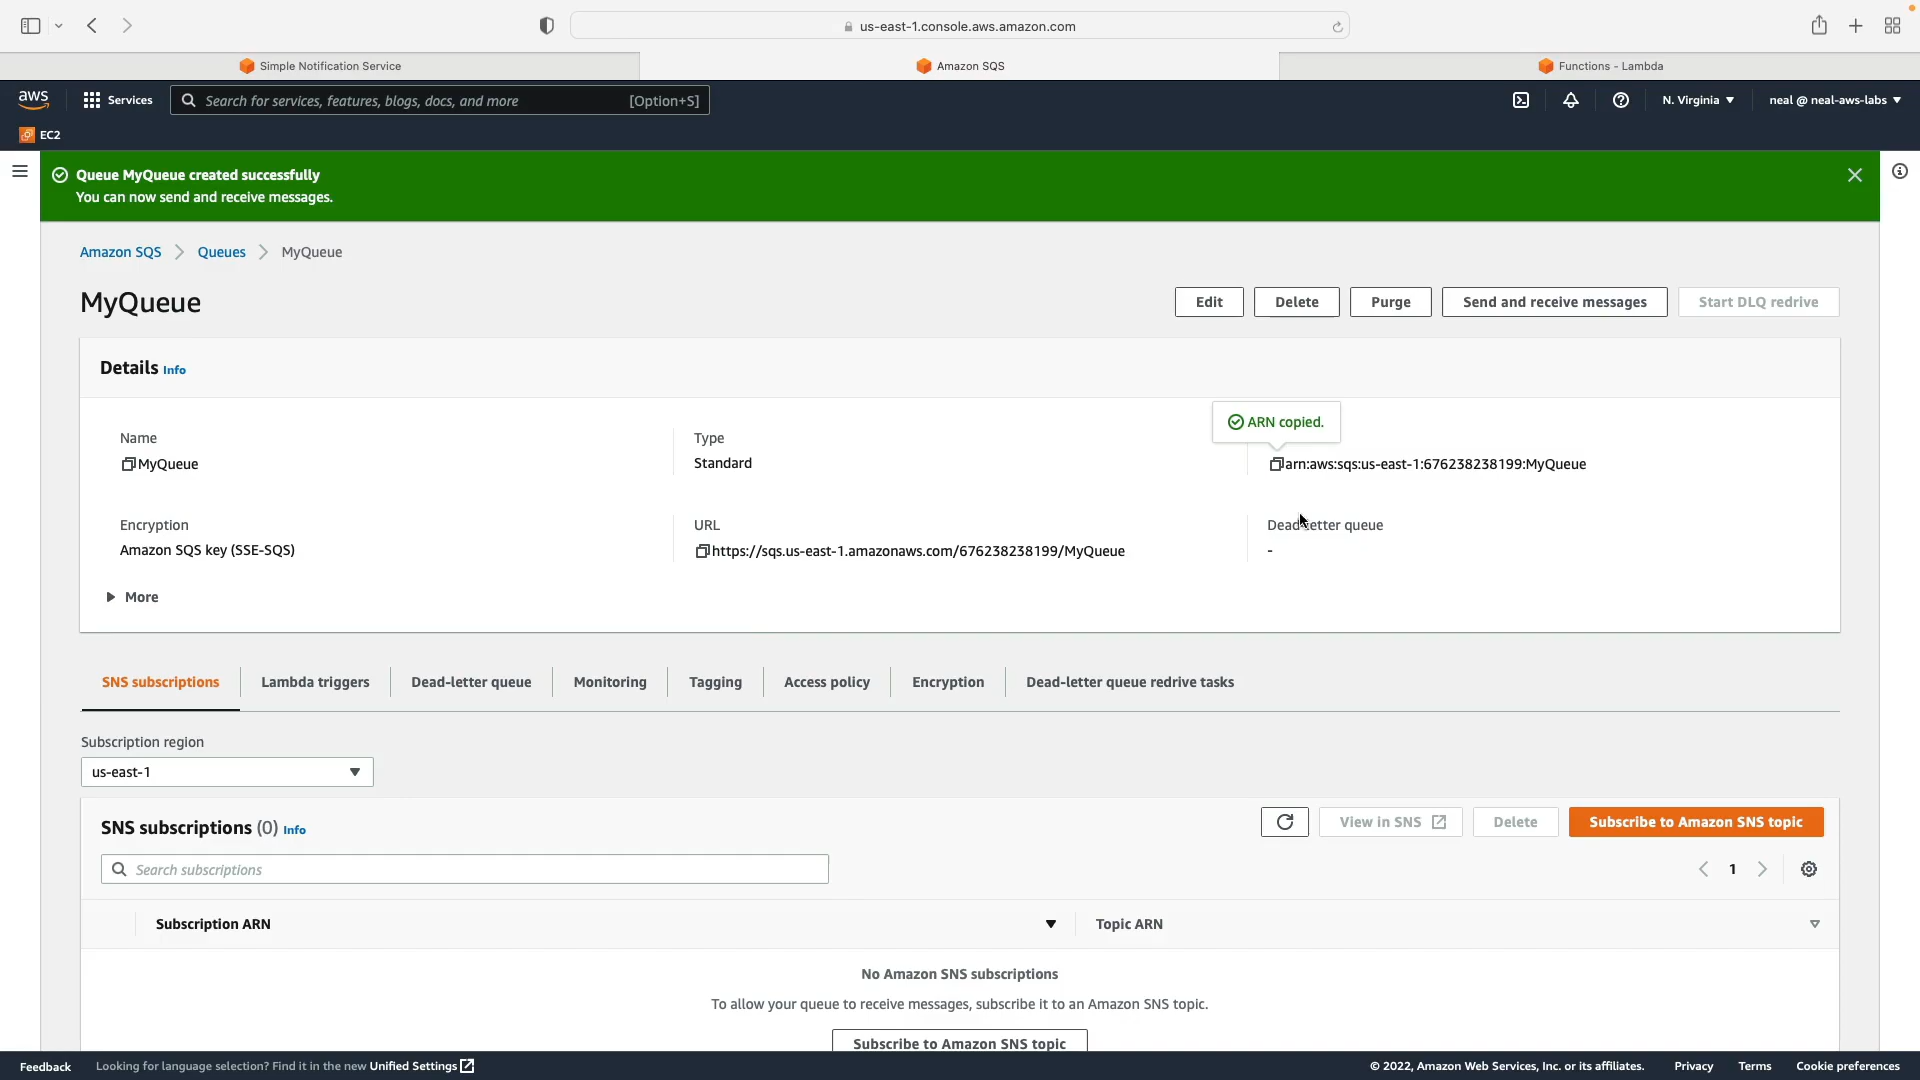 us-east-1.console.aws.amazon.com
Simple Notification Service
Amazon SQS
Functions - Lambda
aws
Services
Search for services, features, blogs, docs, and more
[Option+S]
N. Virginia
neal @ neal-aws-labs
EC2
Queue MyQueue created successfully
You can now send and receive messages.
Amazon SQS
Queues
MyQueue
MyQueue
Edit
Delete
Purge
Send and receive messages
Start DLQ redrive
Details Info
ARN copied.
Name
Type
MyQueue
Standard
arn:aws:sqs:us-east-1:676238238199:MyQueue
Encryption
URL
Dead-letter queue
Amazon SQS key (SSE-SQS)
https://sqs.us-east-1.amazonaws.com/676238238199/MyQueue
-
More
SNS subscriptions
Lambda triggers
Dead-letter queue
Monitoring
Tagging
Access policy
Encryption
Dead-letter queue redrive tasks
Subscription region
us-east-1
SNS subscriptions (0) Info
View in SNS
Delete
Subscribe to Amazon SNS topic
Search subscriptions
1
Subscription ARN
Topic ARN
No Amazon SNS subscriptions
To allow your queue to receive messages, subscribe it to an Amazon SNS topic.
Subscribe to Amazon SNS topic
Feedback
Looking for language selection? Find it in the new Unified Settings
© 2022, Amazon Web Services, Inc. or its affiliates.
Privacy
Terms
Cookie preferences